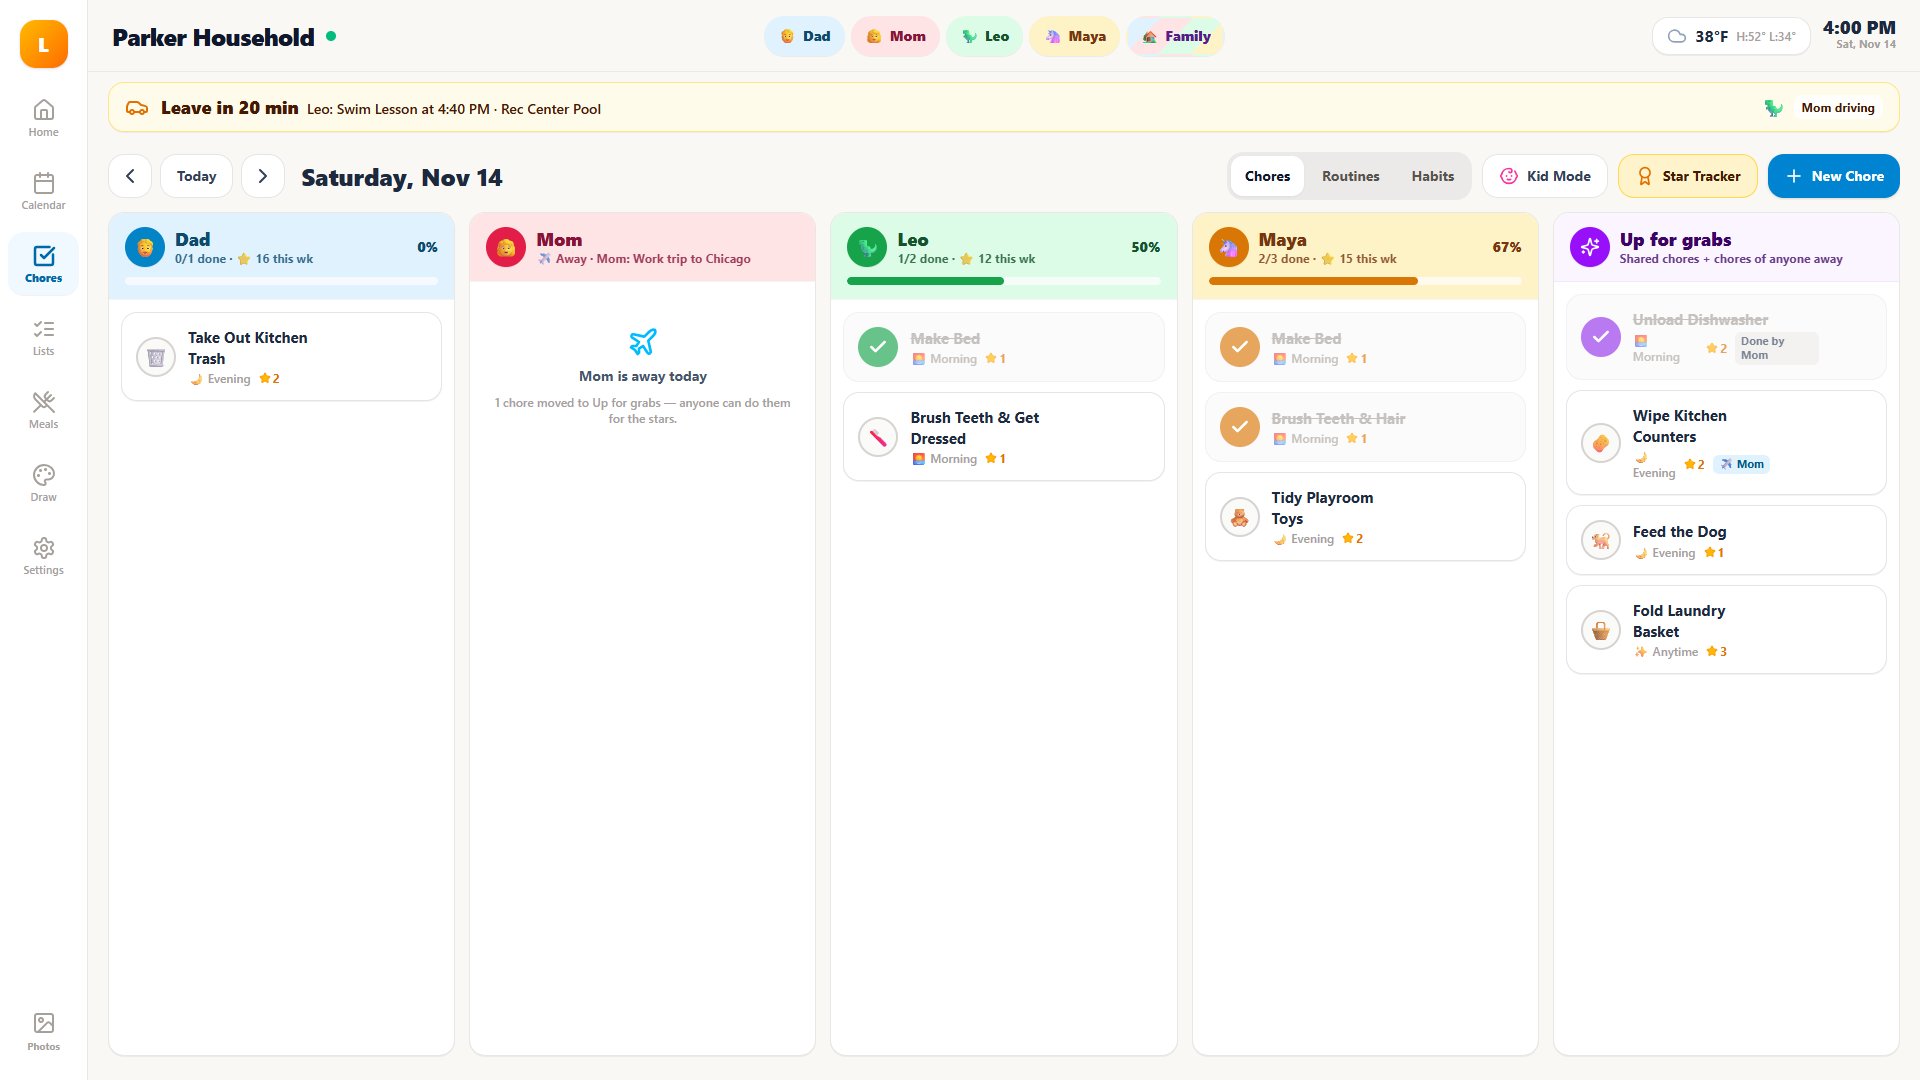 L
Home
Calendar
Chores
Lists
Meals
Draw
Settings
Photos
Parker Household
Dad
Mom
Leo
Maya
Family
38°F H:52° L:34°
4:00 PM
Sat, Nov 14
Leave in 20 min Leo: Swim Lesson at 4:40 PM · Rec Center Pool
Mom driving
Today
Saturday, Nov 14
Chores
Routines
Habits
Kid Mode
Star Tracker
New Chore
Dad
0/1 done · ⭐ 16 this wk
0%
Take Out Kitchen
Trash
Evening ⭐2
Mom
Away · Mom: Work trip to Chicago
Mom is away today
1 chore moved to Up for grabs — anyone can do them
for the stars.
Leo
1/2 done · ⭐ 12 this wk
50%
Make Bed
Morning ⭐1
Brush Teeth & Get
Dressed
Morning ⭐1
Maya
2/3 done · ⭐ 15 this wk
67%
Make Bed
Morning ⭐1
Brush Teeth & Hair
Morning ⭐1
Tidy Playroom
Toys
Evening ⭐2
Up for grabs
Shared chores + chores of anyone away
Unload Dishwasher
Morning ⭐2
Done by
Mom
Wipe Kitchen
Counters
Evening ⭐2 Mom
Feed the Dog
Evening ⭐1
Fold Laundry
Basket
Anytime ⭐3